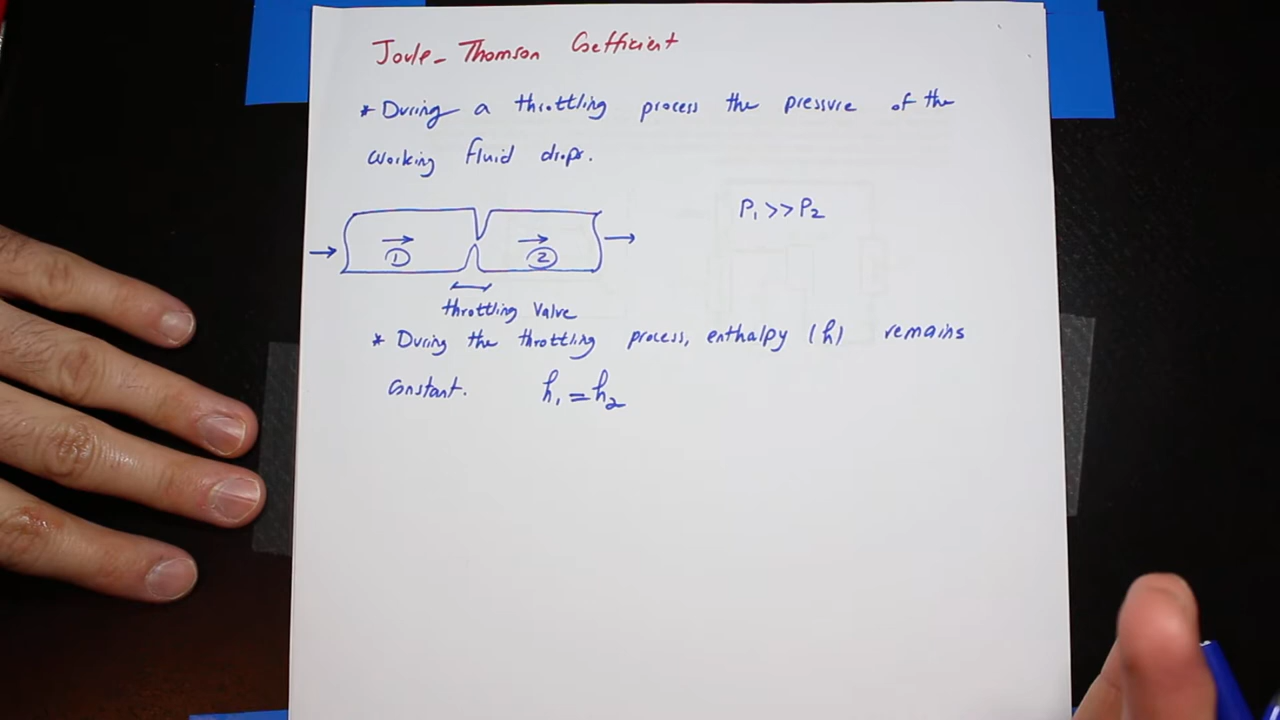 Joule-Thomson Coefficient
* During a throttling process the pressure of the
working fluid drops.
P₁ >> P₂
① ②
throttling Valve
* During the throttling process, enthalpy (h) remains
constant. h₁ = h₂